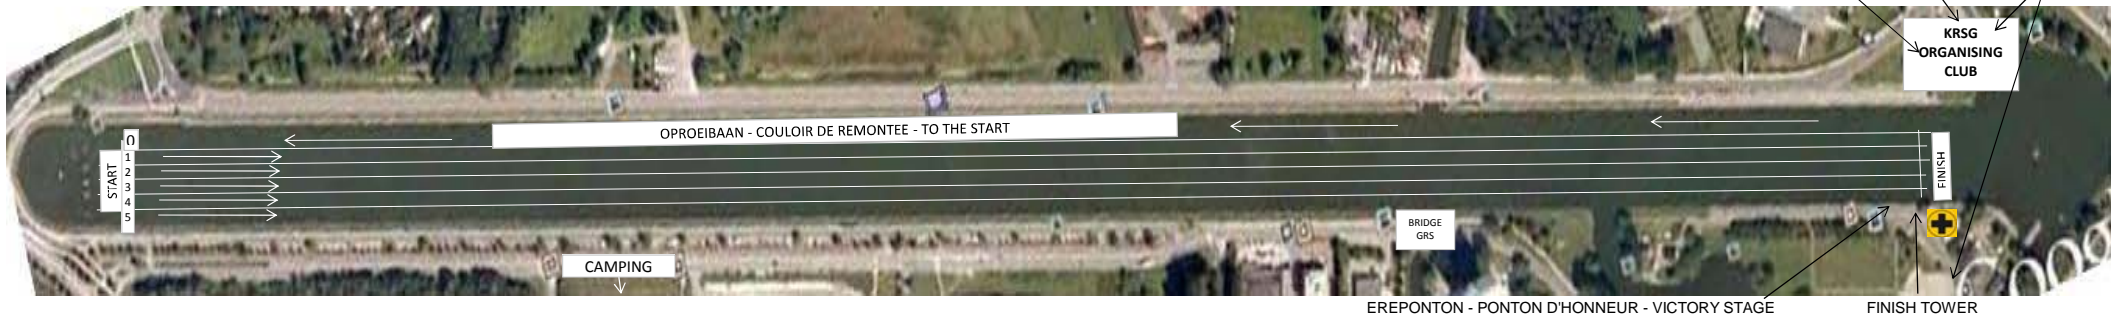 KRSG
ORGANISING
CLUB
OPROEIBAAN - COULOIR DE REMONTEE - TO THE START
0
1
2
3
4
5
START
FINISH
BRIDGE
GRS
CAMPING
EREPONTON - PONTON D'HONNEUR - VICTORY STAGE
FINISH TOWER